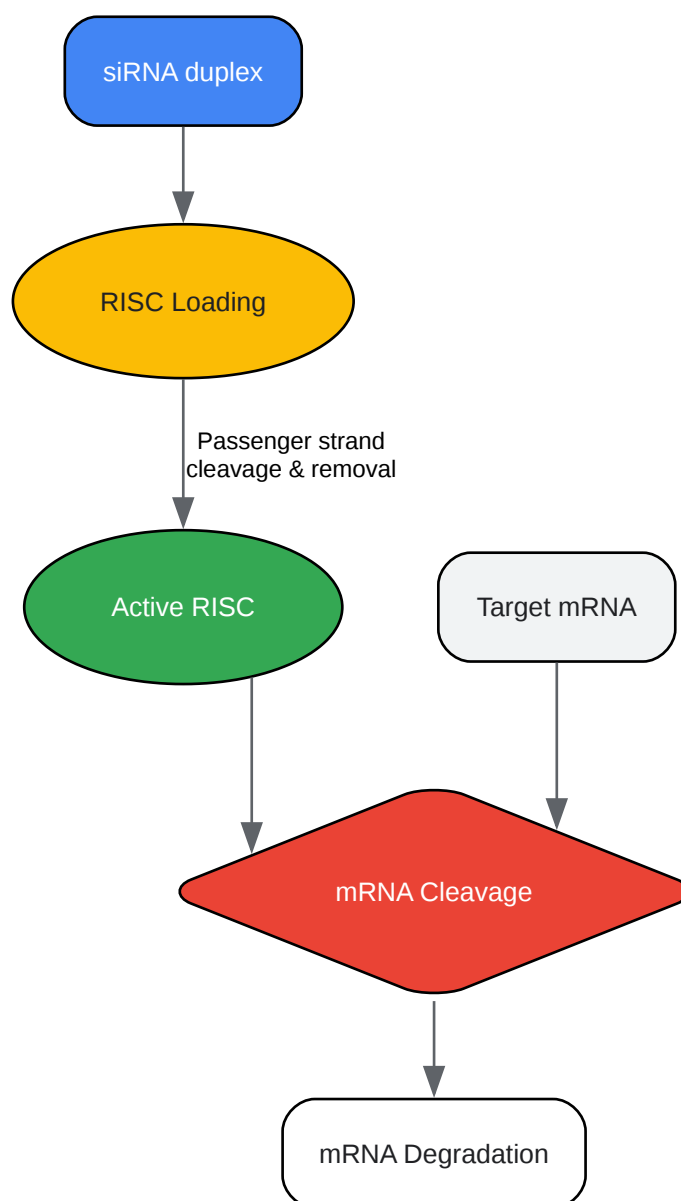 siRNA duplex
RISC Loading
Passenger strand
cleavage & removal
Active RISC
Target mRNA
mRNA Cleavage
mRNA Degradation